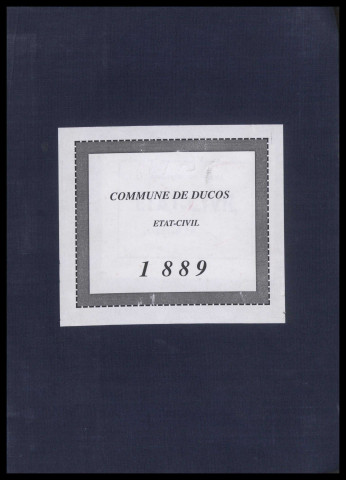 COMMUNE DE DUCOS
ETAT-CIVIL
1889